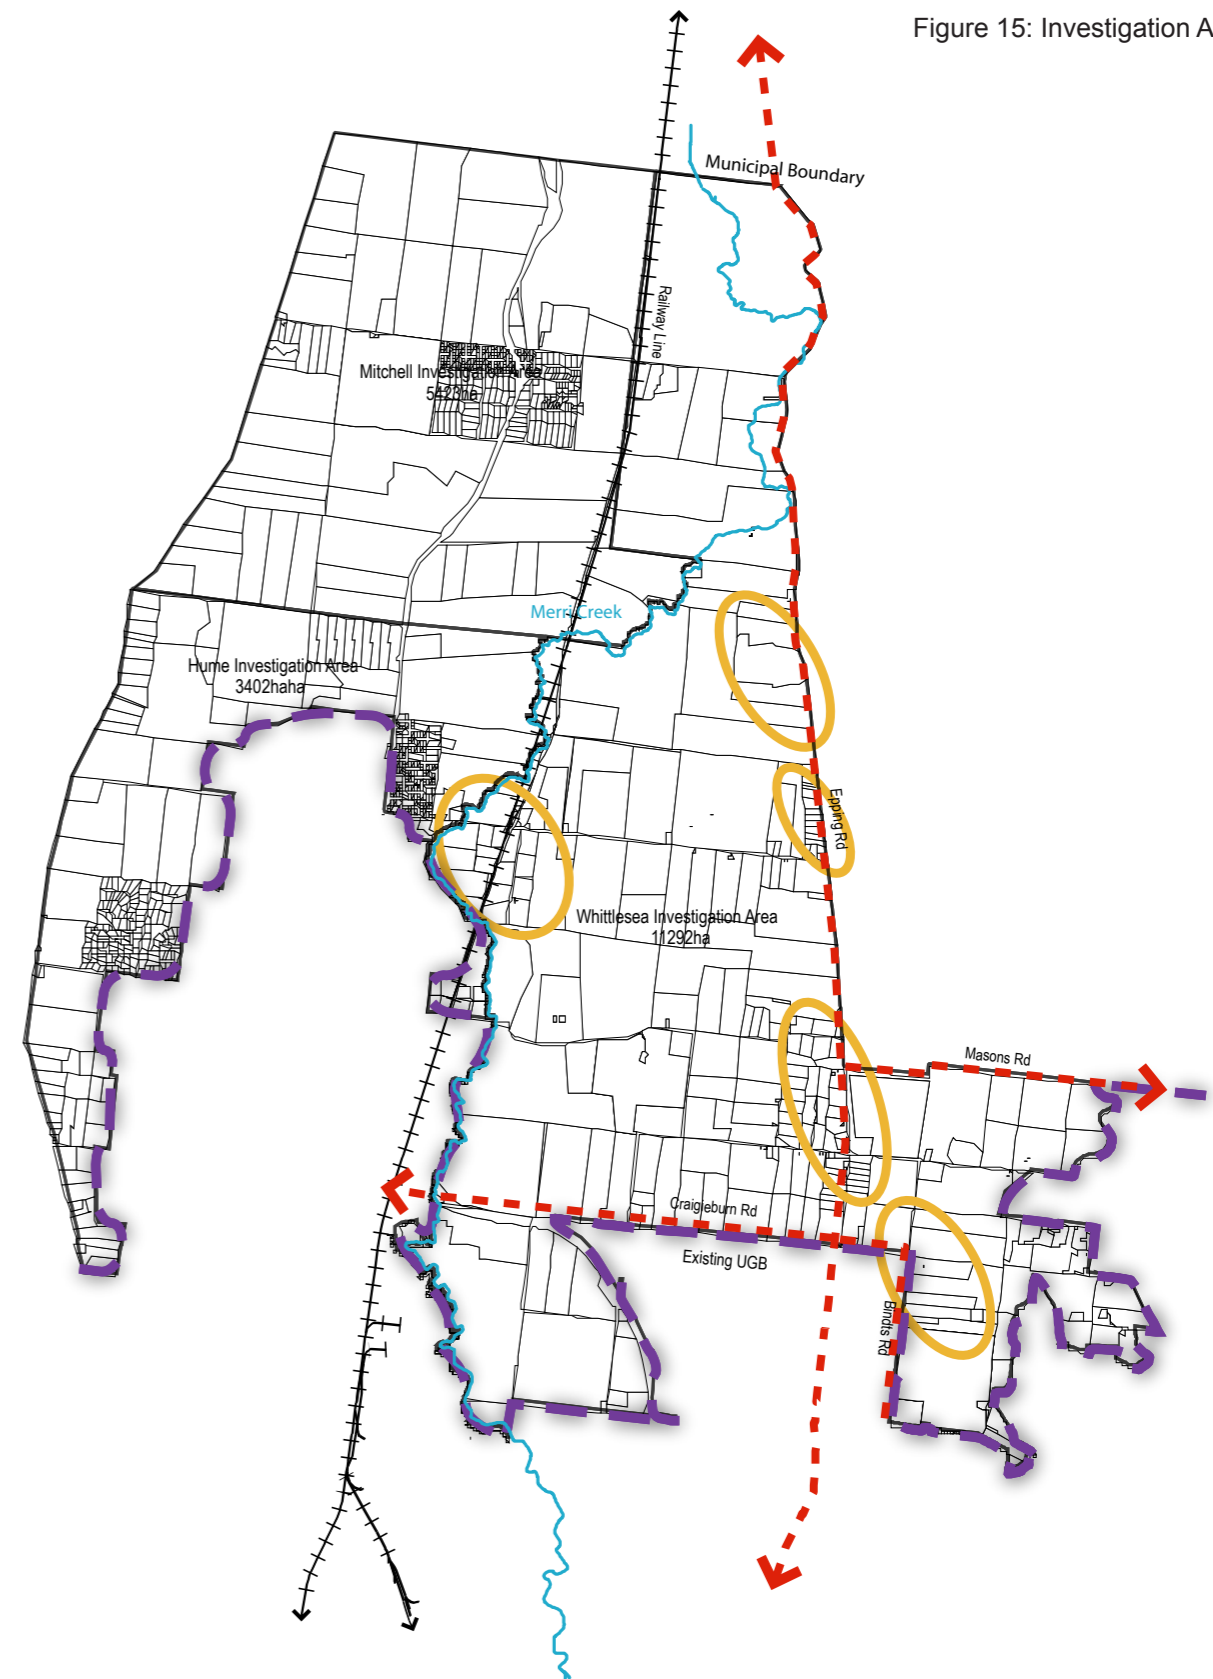 Figure 15: Investigation A
Municipal Boundary
Railway Line
Mitchell Investigation Area
5423ha
Merri Creek
Hume Investigation Area
3402haha
Epping Rd
Whittlesea Investigation Area
11292ha
Masons Rd
Craigieburn Rd
Existing UGB
Bindts Rd